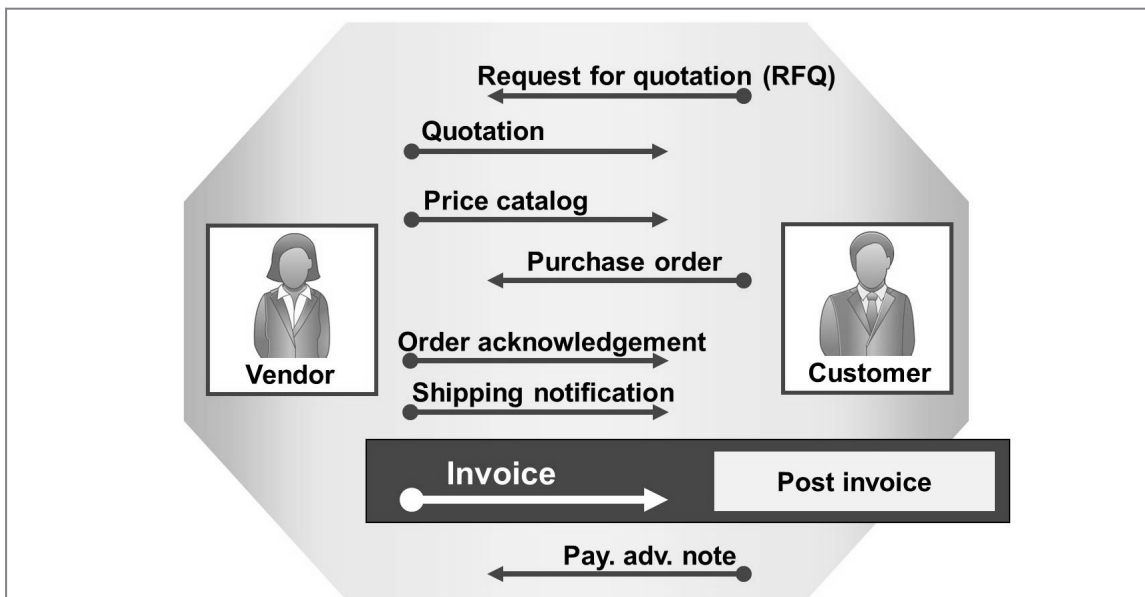 Request for quotation (RFQ)
Quotation
Price catalog
Purchase order
Order acknowledgement
Vendor
Customer
Shipping notification
Invoice
Post invoice
Pay. adv. note